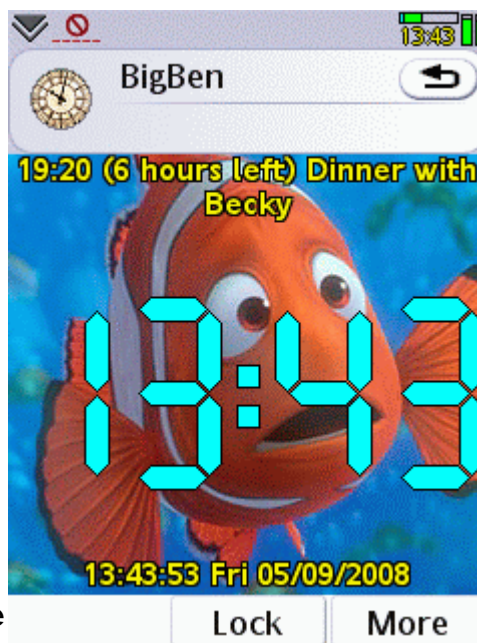 13:43
BigBen
19:20 (6 hours left) Dinner with
Becky
13:43
13:43:53 Fri 05/09/2008
e
Lock More